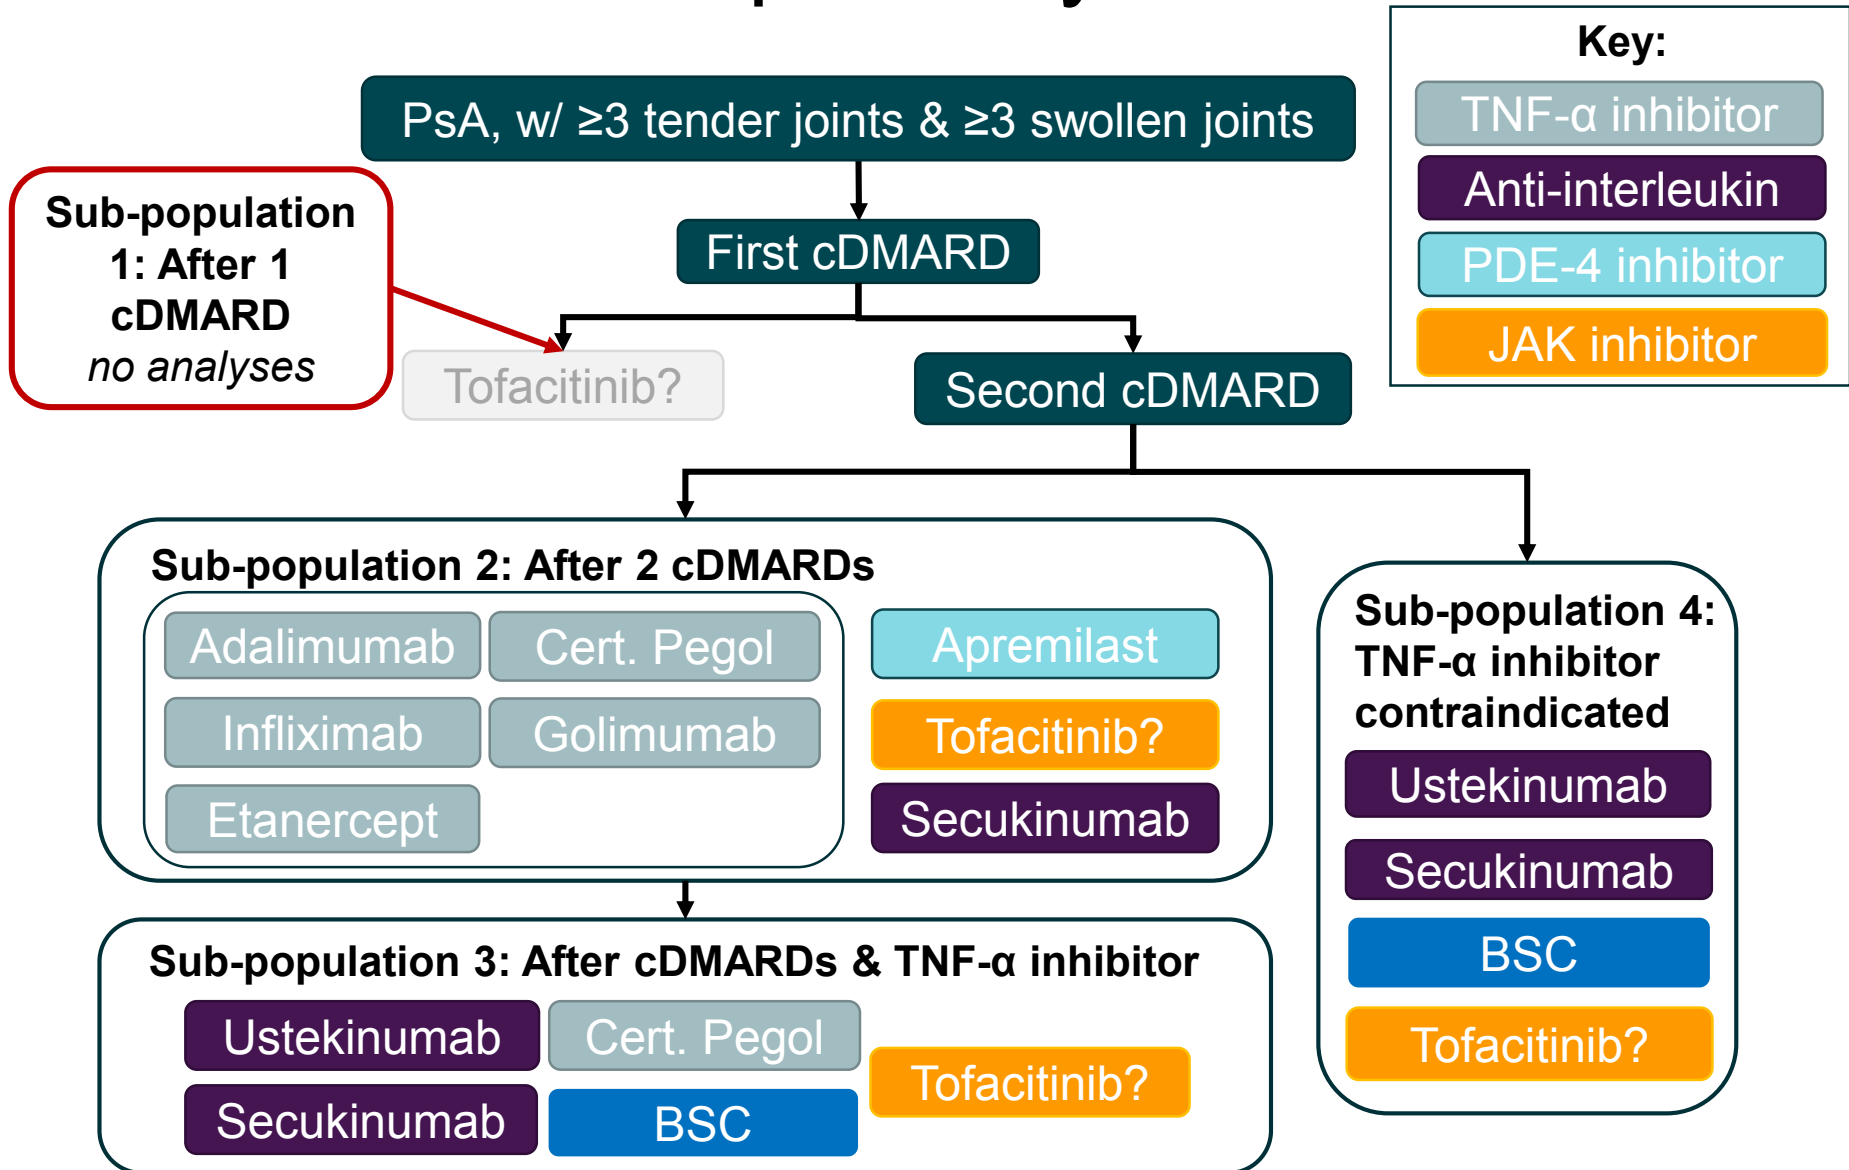 Key:
TNF-α inhibitor
Anti-interleukin
PDE-4 inhibitor
JAK inhibitor
PsA, w/ ≥3 tender joints & ≥3 swollen joints
Sub-population
1: After 1
cDMARD
no analyses
First cDMARD
Tofacitinib?
Second cDMARD
Sub-population 2: After 2 cDMARDs
Adalimumab
Cert. Pegol
Infliximab
Golimumab
Etanercept
Apremilast
Tofacitinib?
Secukinumab
Sub-population 4:
TNF-α inhibitor
contraindicated
Ustekinumab
Secukinumab
BSC
Tofacitinib?
Sub-population 3: After cDMARDs & TNF-α inhibitor
Ustekinumab
Cert. Pegol
Secukinumab
BSC
Tofacitinib?